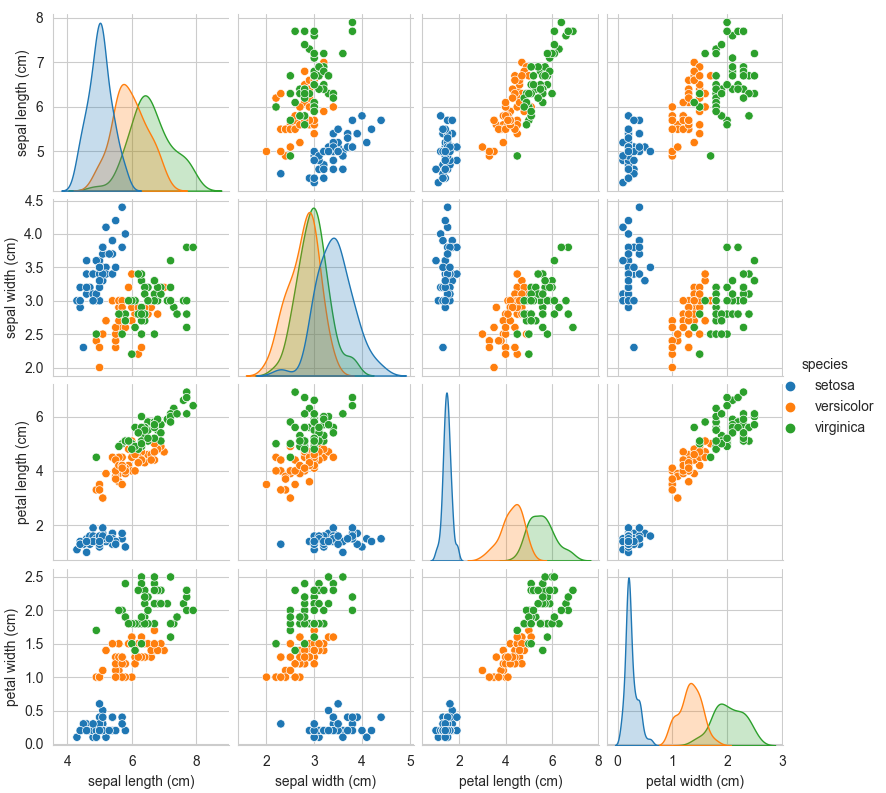 8
7
6
5
sepal length (cm)
4.5
4.0
3.5
3.0
2.5
2.0
sepal width (cm)
species
setosa
versicolor
virginica
6
4
2
petal length (cm)
2.5
2.0
1.5
1.0
0.5
0.0
petal width (cm)
4 6 8 2 3 4 5 2 4 6 8 0 1 2 3
sepal length (cm) sepal width (cm) petal length (cm) petal width (cm)